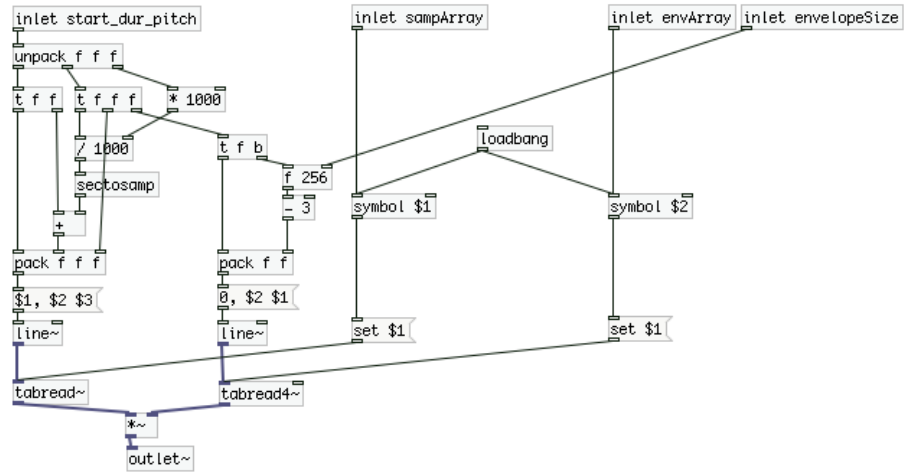 inlet start_dur_pitch
inlet sampArray
inlet envArray
inlet envelopeSize
unpack f f f
t f f
t f f f
* 1000
/ 1000
t f b
loadbang
f 256
sectosamp
- 3
symbol $1
symbol $2
+
pack f f f
pack f f
$1, $2 $3
0, $2 $1
line~
line~
set $1
set $1
tabread~
tabread4~
*~
outlet~